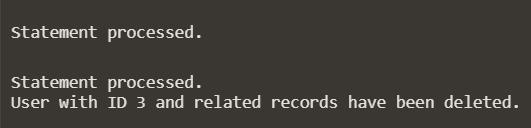 Statement processed.
Statement processed.
User with ID 3 and related records have been deleted.